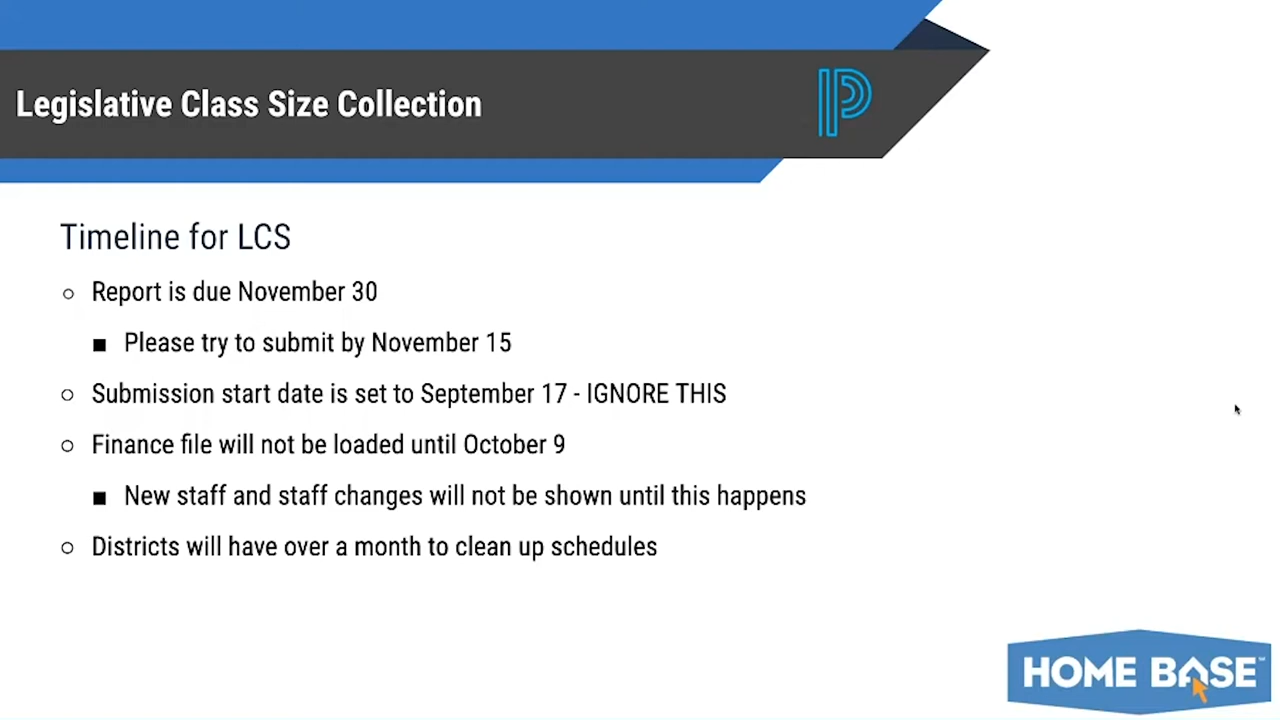 Legislative Class Size Collection
Timeline for LCS
Report is due November 30
Please try to submit by November 15
Submission start date is set to September 17 - IGNORE THIS
Finance file will not be loaded until October 9
New staff and staff changes will not be shown until this happens
Districts will have over a month to clean up schedules
HOME BASE